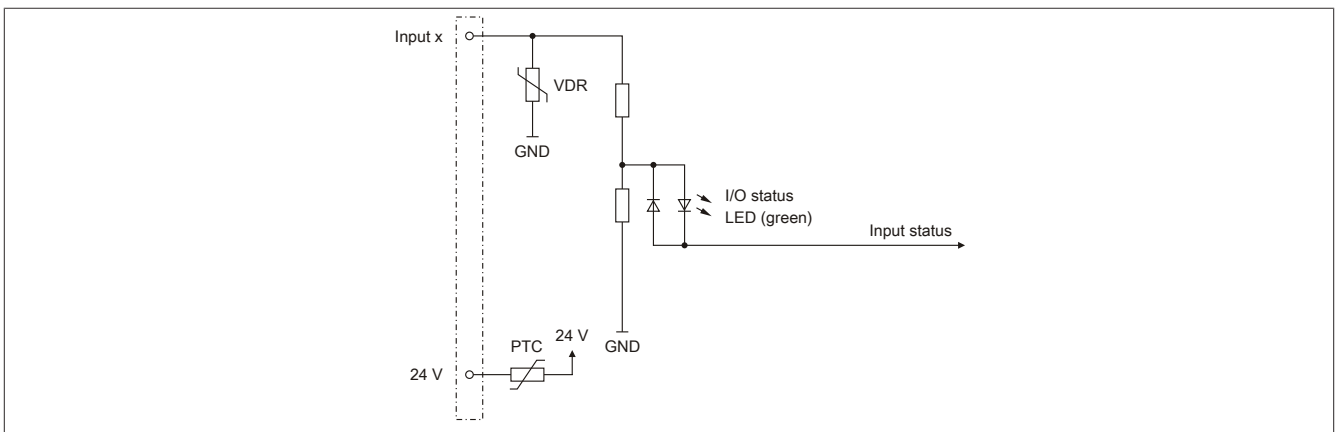 Input x
VDR
GND
I/O status
LED (green)
Input status
24 V
PTC
GND
24 V